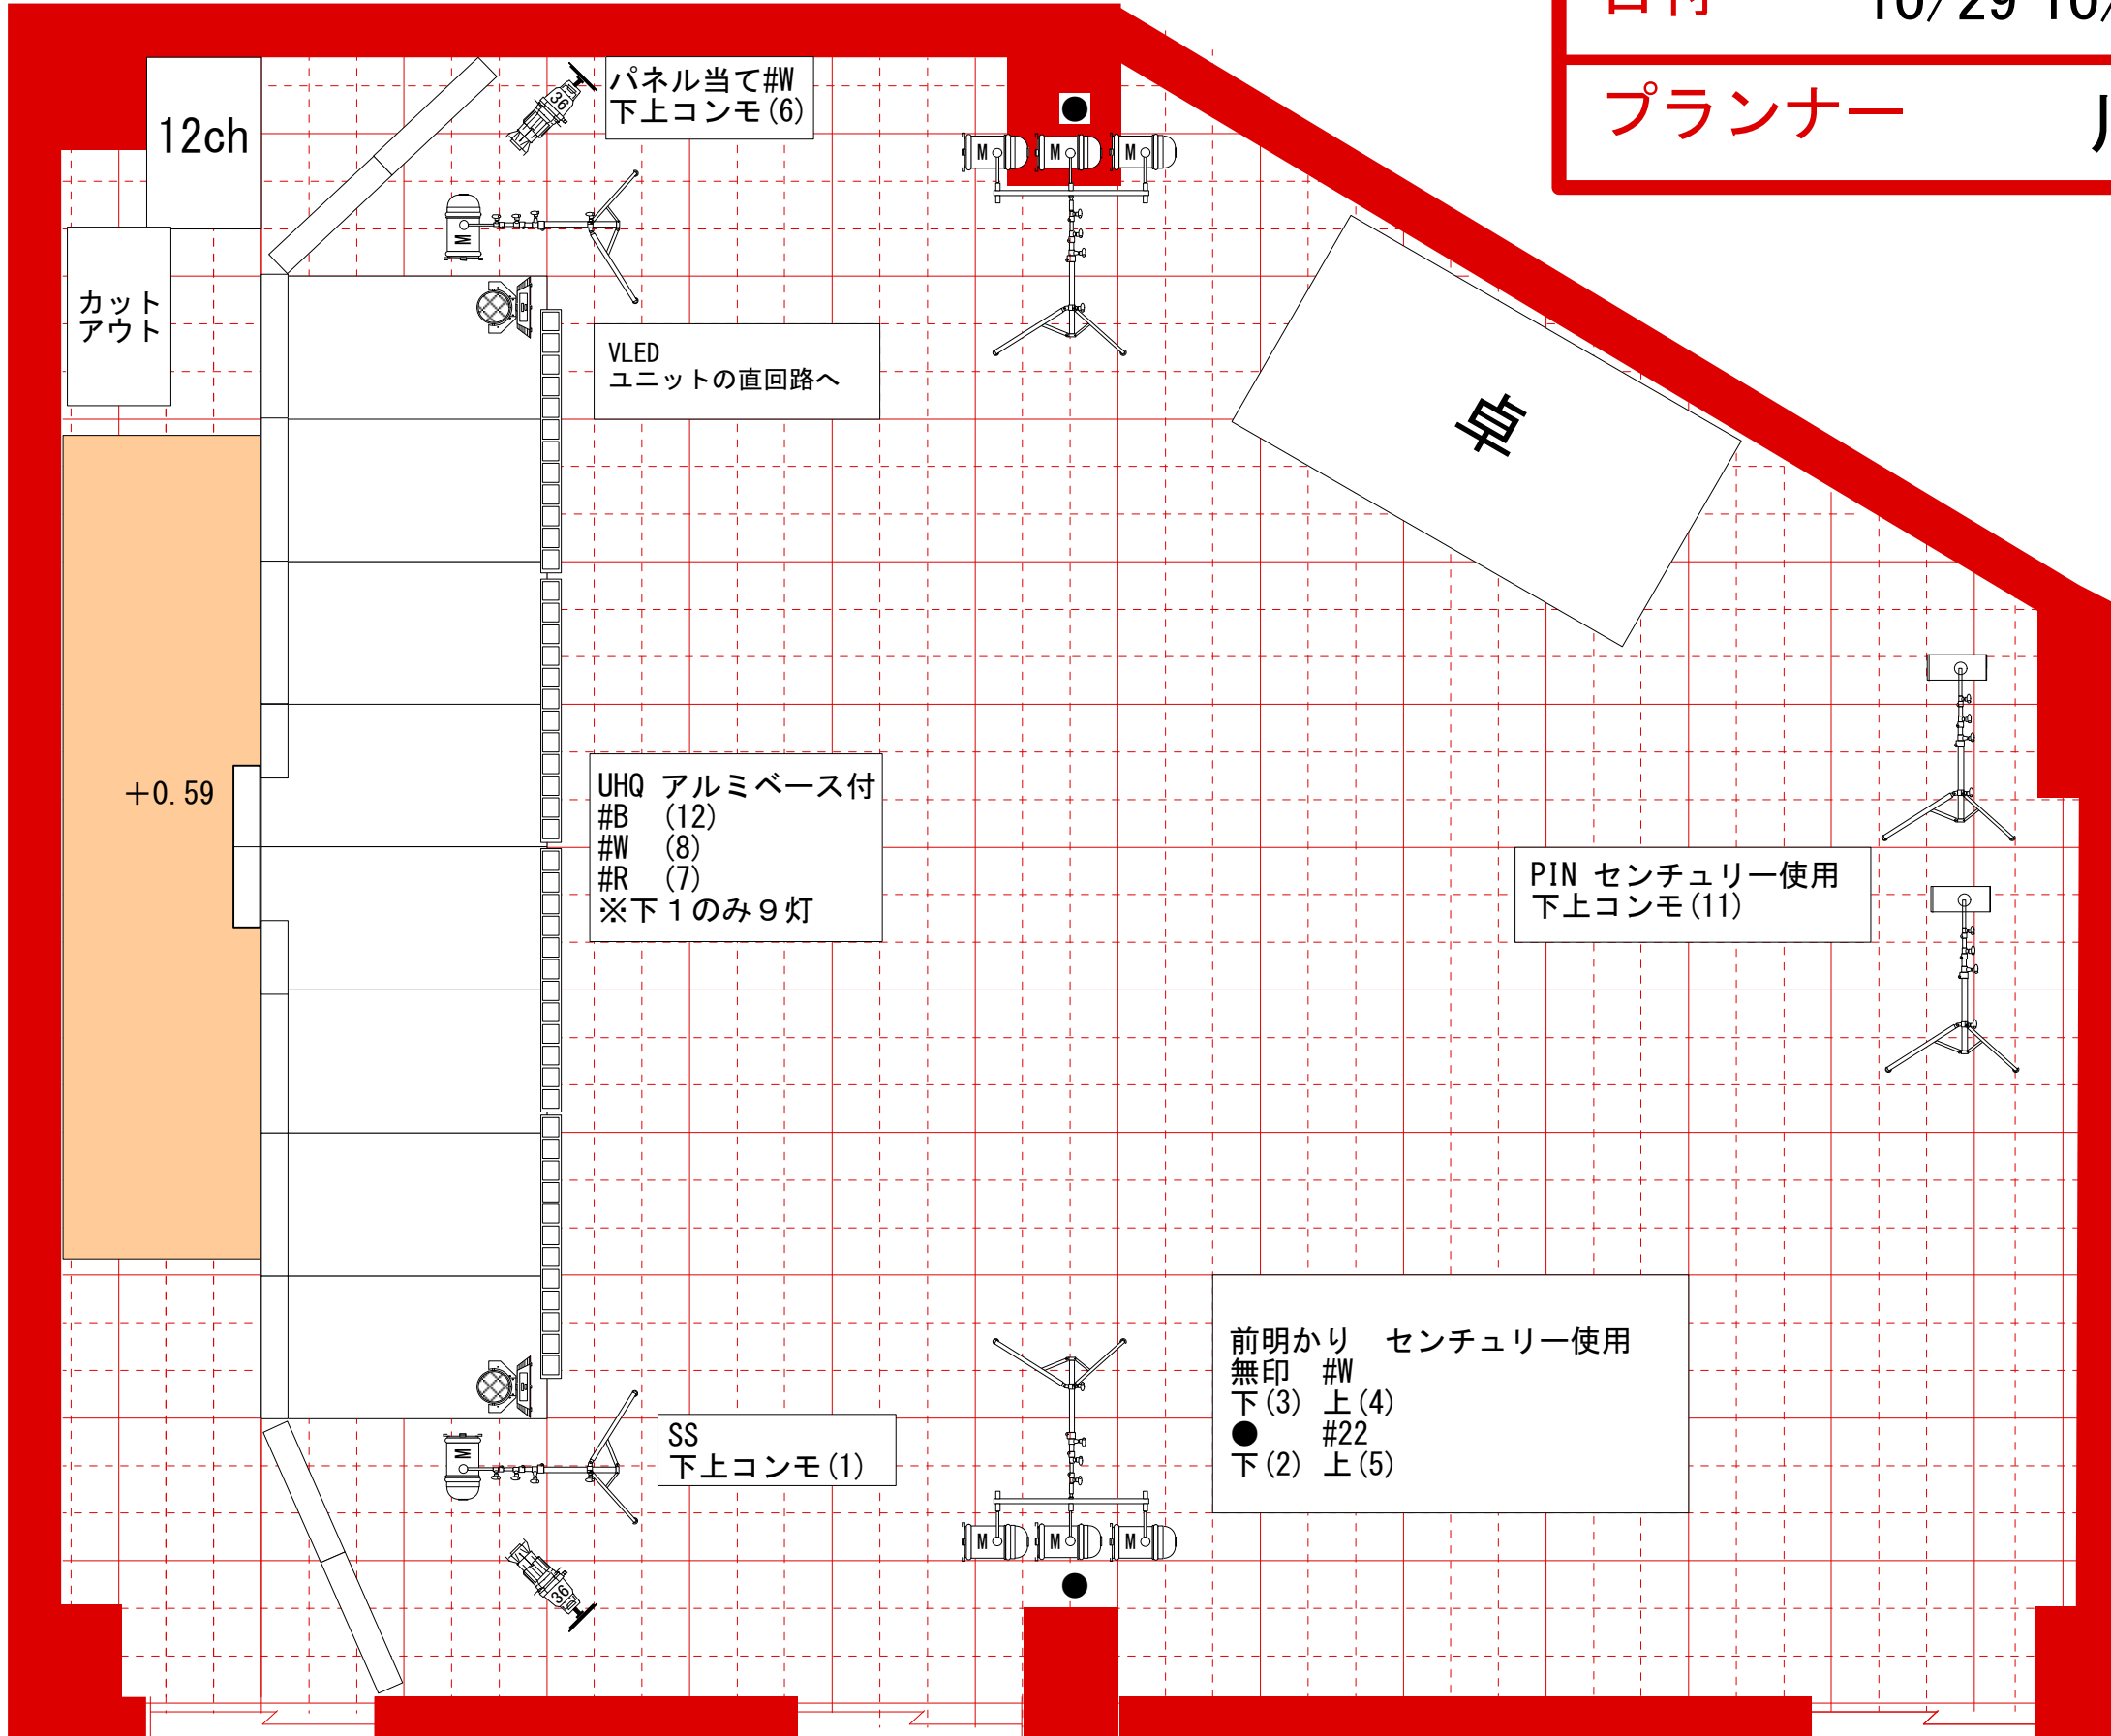 プランナー
パネル当て#W
下上コンモ(6)
12ch
36
M
M
M
M
カット
アウト
VLED
ユニットの直回路へ
卓
+0.59
UHQ アルミベース付
#B (12)
#W (8)
#R (7)
※下1のみ9灯
PIN センチュリー使用
下上コンモ(11)
前明かり センチュリー使用
無印 #W
下(3) 上(4)
● #22
下(2) 上(5)
SS
下上コンモ(1)
M
M
M
M
36